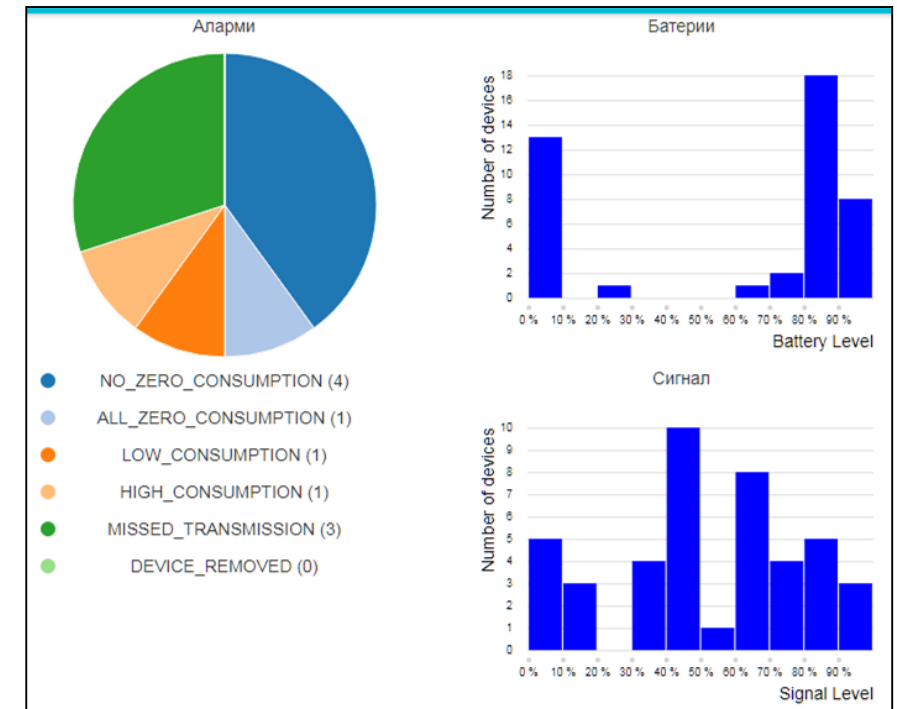 Аларми
NO_ZERO_CONSUMPTION (4)
ALL_ZERO_CONSUMPTION (1)
LOW_CONSUMPTION (1)
HIGH_CONSUMPTION (1)
MISSED_TRANSMISSION (3)
DEVICE_REMOVED (0)
Батерии
Number of devices
18
16
14
12
10
8
6
4
2
0
0 % 10 % 20 % 30 % 40 % 50 % 60 % 70 % 80 % 90 %
Battery Level
Сигнал
Number of devices
10
9
8
7
6
5
4
3
2
1
0
0 % 10 % 20 % 30 % 40 % 50 % 60 % 70 % 80 % 90 %
Signal Level